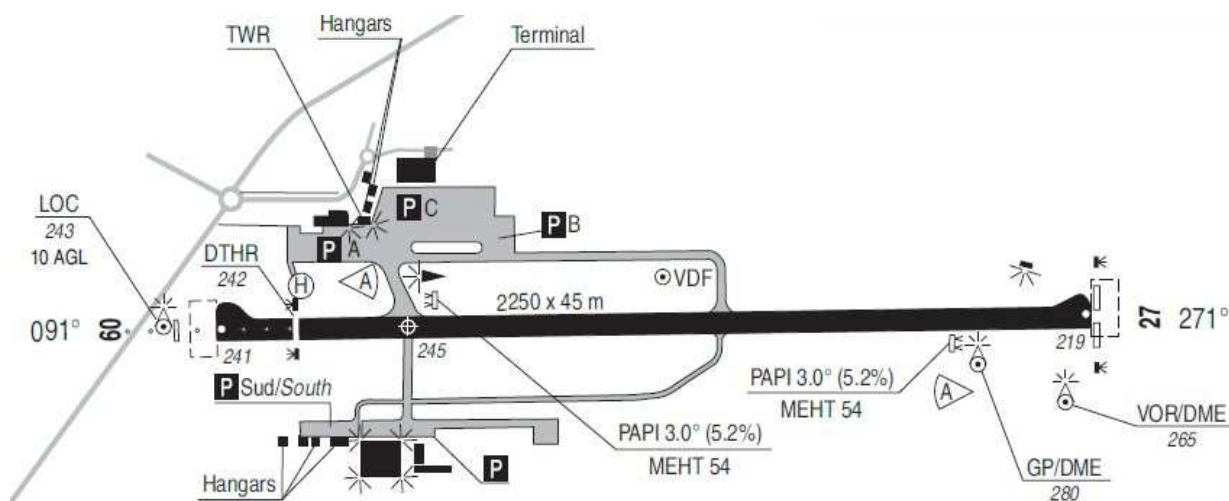 Hangars
TWR
Terminal
LOC
243
10 AGL
P C
P B
P A
DTHR
242
H
A
VDF
2250 x 45 m
091°
09
27
271°
241
245
219
P Sud/South
PAPI 3.0° (5.2%)
MEHT 54
A
PAPI 3.0° (5.2%)
MEHT 54
VOR/DME
265
P
Hangars
GP/DME
280